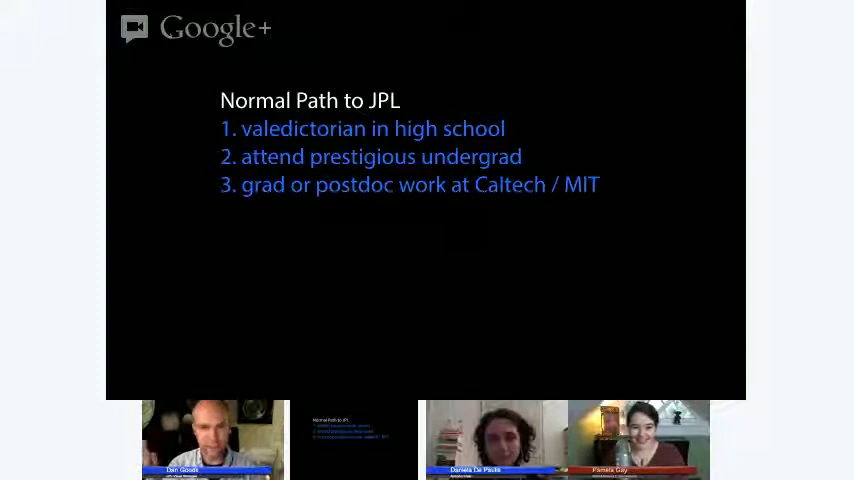 Google+
Normal Path to JPL
1. valedictorian in high school
2. attend prestigious undergrad
3. grad or postdoc work at Caltech / MIT
Normal Path to JPL
Dan Goods
Daniela De Paulis
Pamela Gay